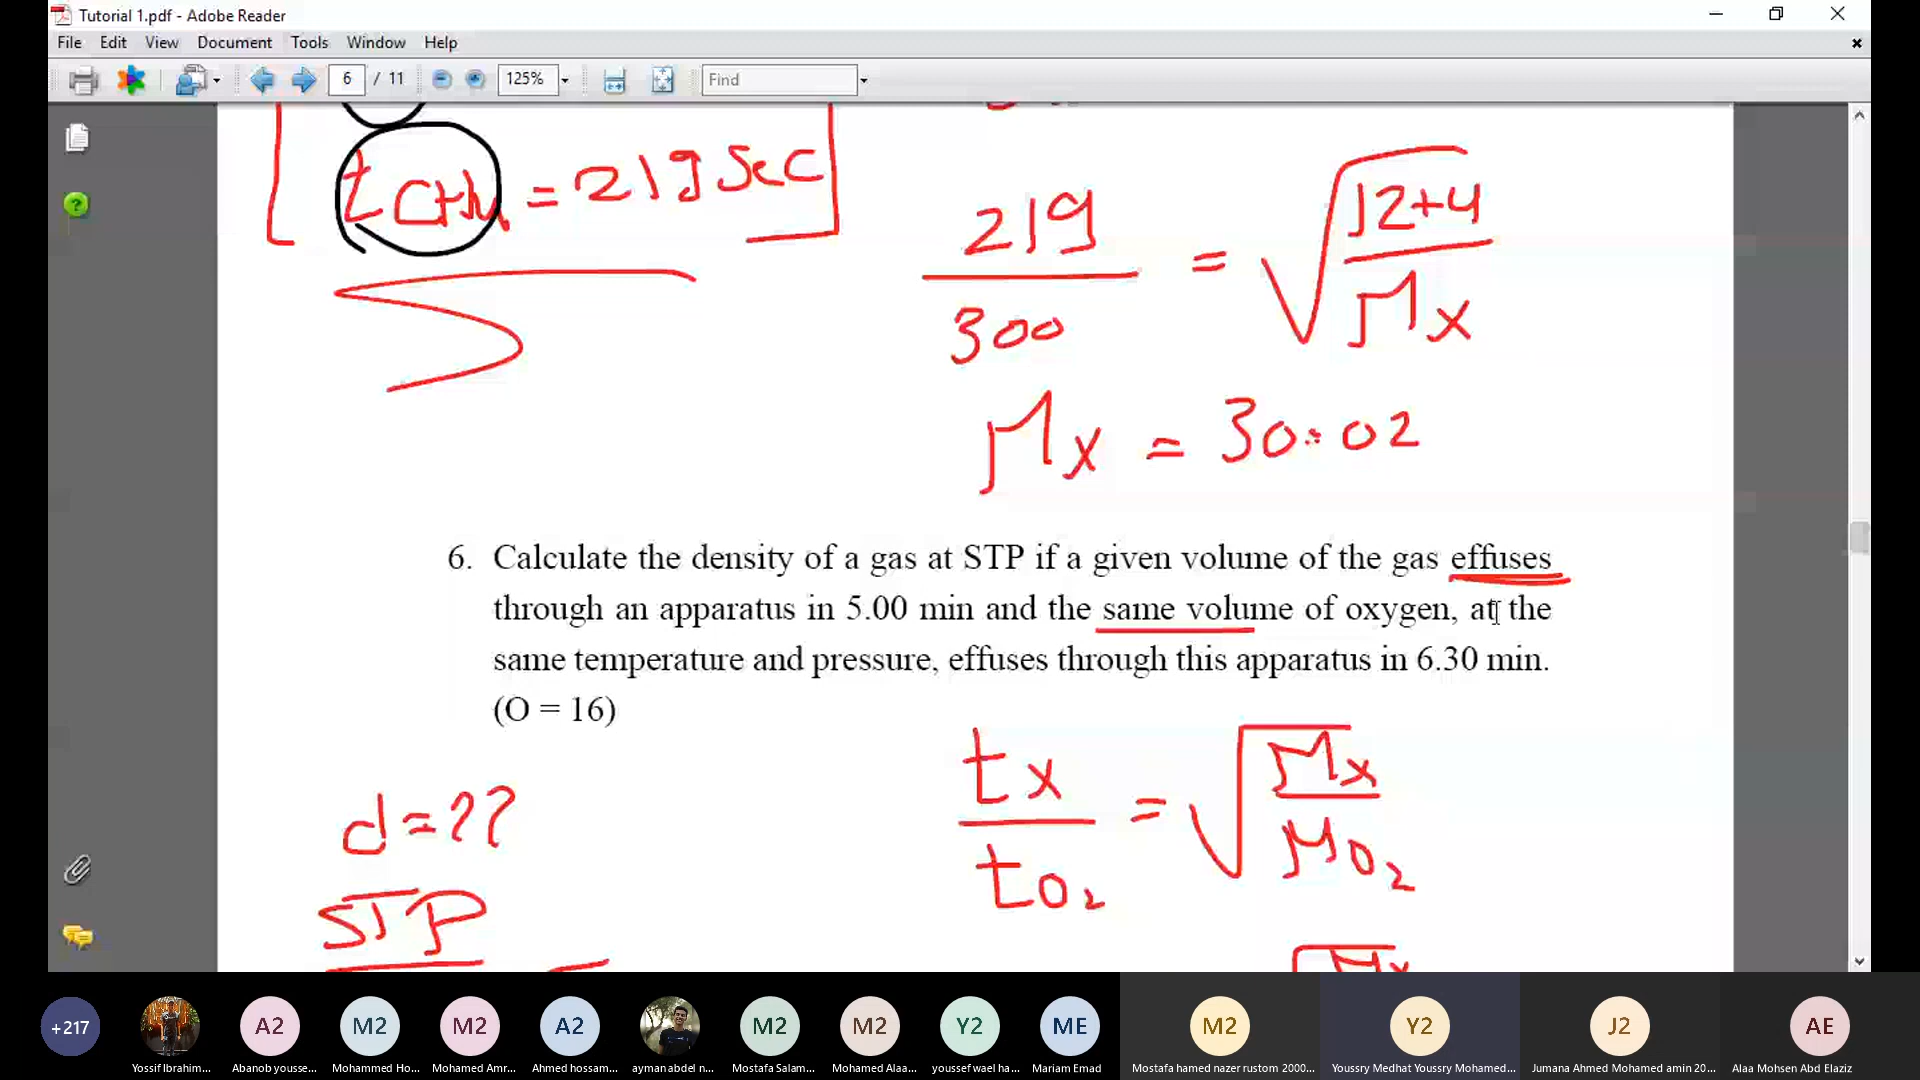 Tutorial 1.pdf - Adobe Reader
File Edit View Document Tools Window Help
6 / 11 125% Find
t CH4 = 219 sec
219 / 300 = √ 12+4 / Mx
Mx = 30.02
6. Calculate the density of a gas at STP if a given volume of the gas effuses
through an apparatus in 5.00 min and the same volume of oxygen, at the
same temperature and pressure, effuses through this apparatus in 6.30 min.
(O = 16)
tx / tO2 = √ Mx / MO2
d = ??
STP
Mx
+217 A2 M2 M2 A2 M2 M2 Y2 ME M2 Y2 J2 AE
Yossif Ibrahim... Abanob yousse... Mohammed Ho... Mohamed Amr... Ahmed hossam... ayman abdel n... Mostafa Salam... Mohamed Alaa... youssef wael ha... Mariam Emad Mostafa hamed nazer rustom 2000... Youssry Medhat Youssry Mohamed... Jumana Ahmed Mohamed amin 20... Alaa Mohsen Abd Elaziz